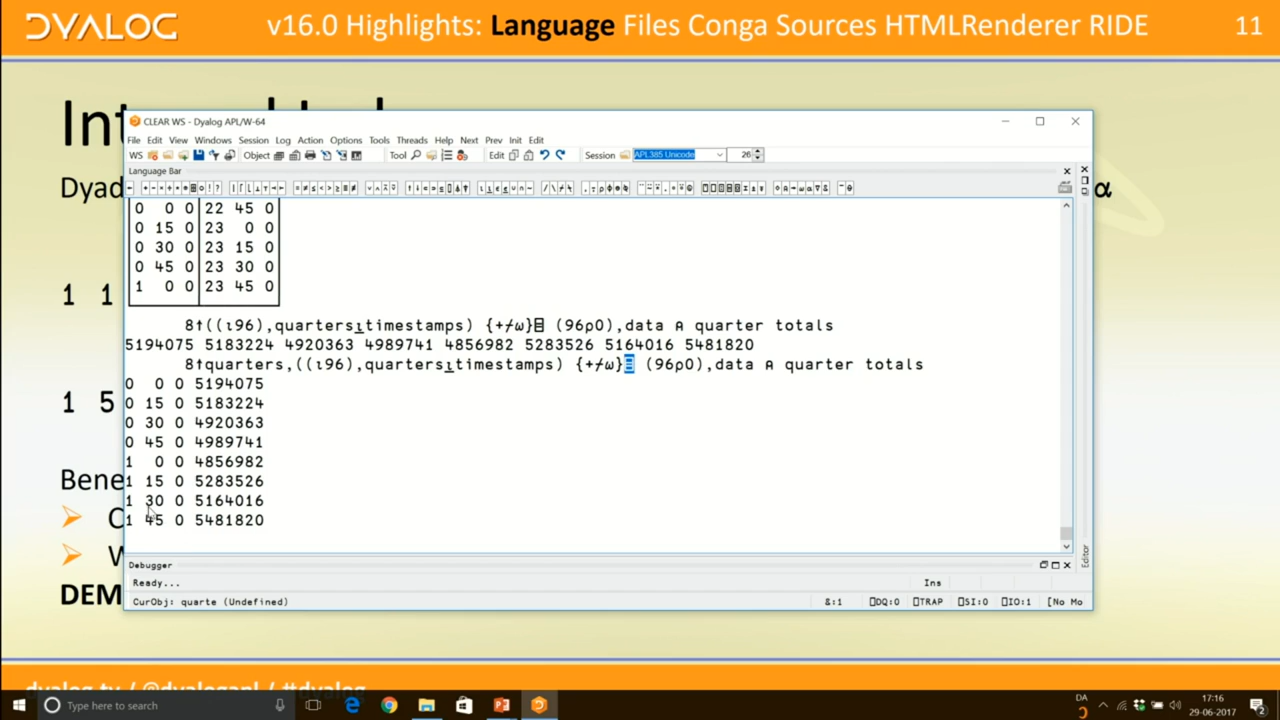 DYALOG
v16.0 Highlights: Language Files Conga Sources HTMLRenderer RIDE
11
Dyad
⍺
1 1
1 5
Bene
DEM
CLEAR WS - Dyalog APL/W-64
File Edit View Windows Session Log Action Options Tools Threads Help Next Prev Init Edit
WS Object Tool Edit Session APL385 Unicode 26
Language Bar
0 0 0 22 45 0
0 15 0 23 0 0
0 30 0 23 15 0
0 45 0 23 30 0
1 0 0 23 45 0
8↑((⍳96),quarters⍸timestamps) {+⌿⍵}⌸ (96⍴0),data ⍝ quarter totals
5194075 5183224 4920363 4989741 4856982 5283526 5164016 5481820
8↑quarters,((⍳96),quarters⍸timestamps) {+⌿⍵}⌸ (96⍴0),data ⍝ quarter totals
0 0 0 5194075
0 15 0 5183224
0 30 0 4920363
0 45 0 4989741
1 0 0 4856982
1 15 0 5283526
1 30 0 5164016
1 45 0 5481820
Editor
Debugger
Ready...
Ins
CurObj: quarte (Undefined)
&:1 ⎕DQ:0 ⎕TRAP ⎕SI:0 ⎕IO:1 [No Mo
dyalog.tv / @dyalogapl / #dyalog
Type here to search
DA
17:16
29-06-2017
2